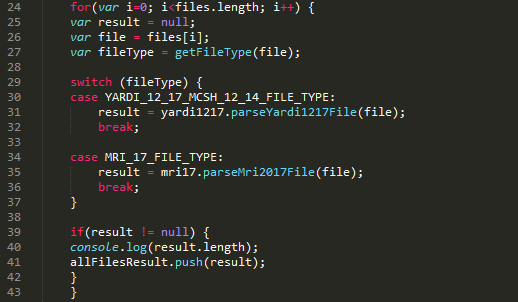 24 for(var i=0; i<files.length; i++) {
25 var result = null;
26 var file = files[i];
27 var fileType = getFileType(file);
28
29 switch (fileType) {
30 case YARDI_12_17_MCSH_12_14_FILE_TYPE:
31 result = yardi1217.parseYardi1217File(file);
32 break;
33
34 case MRI_17_FILE_TYPE:
35 result = mri17.parseMri2017File(file);
36 break;
37 }
38
39 if(result != null) {
40 console.log(result.length);
41 allFilesResult.push(result);
42 }
43 }